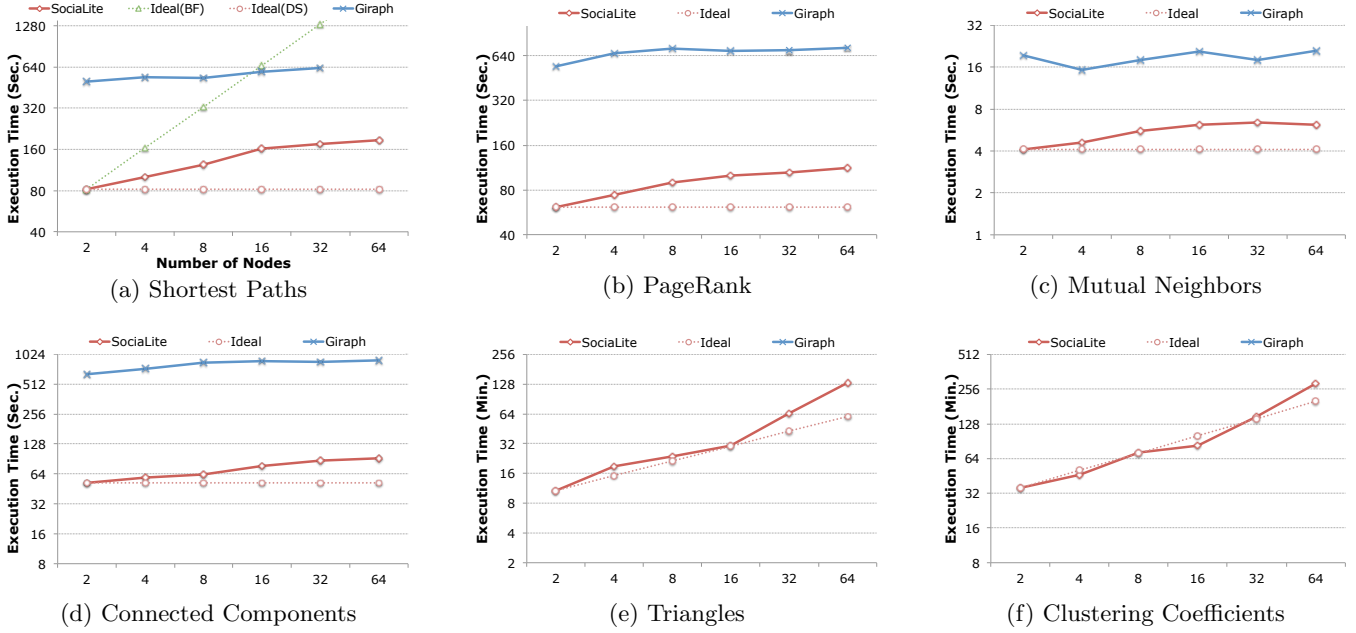 SociaLite Ideal(BF) Ideal(DS) Giraph
Execution Time (Sec.)
1280
640
320
160
80
40
2 4 8 16 32 64
Number of Nodes
(a) Shortest Paths
SociaLite Ideal Giraph
Execution Time (Sec.)
640
320
160
80
40
2 4 8 16 32 64
(b) PageRank
SociaLite Ideal Giraph
Execution Time (Sec.)
32
16
8
4
2
1
2 4 8 16 32 64
(c) Mutual Neighbors
SociaLite Ideal Giraph
Execution Time (Sec.)
1024
512
256
128
64
32
16
8
2 4 8 16 32 64
(d) Connected Components
SociaLite Ideal Giraph
Execution Time (Min.)
256
128
64
32
16
8
4
2
2 4 8 16 32 64
(e) Triangles
SociaLite Ideal Giraph
Execution Time (Min.)
512
256
128
64
32
16
8
2 4 8 16 32 64
(f) Clustering Coefficients